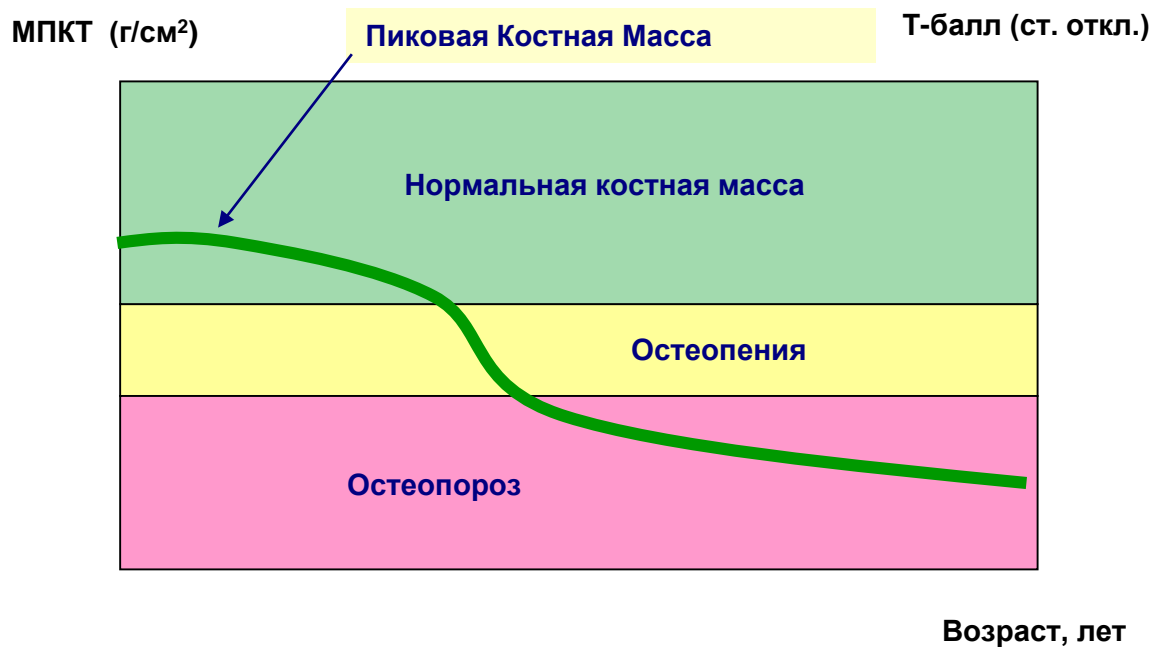 МПКТ (г/см²)
Пиковая Костная Масса
Т-балл (ст. откл.)
Нормальная костная масса
Остеопения
Остеопороз
Возраст, лет